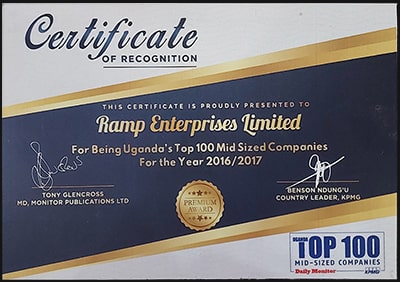 Certificate
OF RECOGNITION
THIS CERTIFICATE IS PROUDLY PRESENTED TO
Ramp Enterprises Limited
For Being Uganda's Top 100 Mid Sized Companies
For the Year 2016/2017
TONY GLENCROSS
MD, MONITOR PUBLICATIONS LTD
PREMIUM
AWARD
BENSON NDUNG'U
COUNTRY LEADER, KPMG
UGANDA
TOP 100
MID-SIZED COMPANIES
Daily Monitor
KPMG